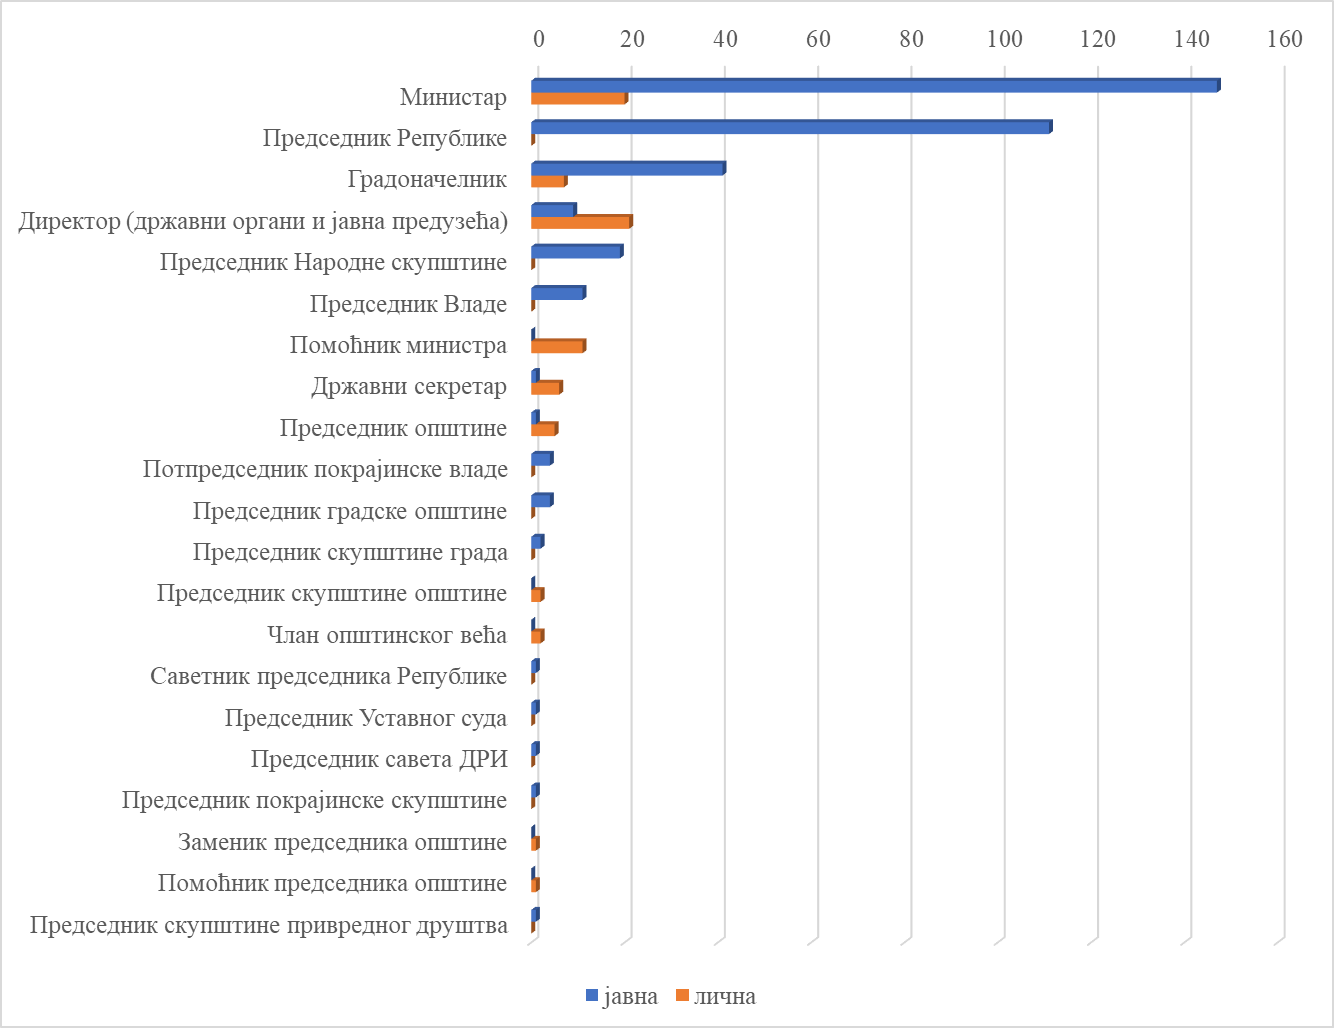 0 20 40 60 80 100 120 140 160
Министар
Председник Републике
Градоначелник
Директор (државни органи и јавна предузећа)
Председник Народне скупштине
Председник Владе
Помоћник министра
Државни секретар
Председник општине
Потпредседник покрајинске владе
Председник градске општине
Председник скупштине града
Председник скупштине општине
Члан општинског већа
Саветник председника Републике
Председник Уставног суда
Председник савета ДРИ
Председник покрајинске скупштине
Заменик председника општине
Помоћник председника општине
Председник скупштине привредног друштва
јавна лична